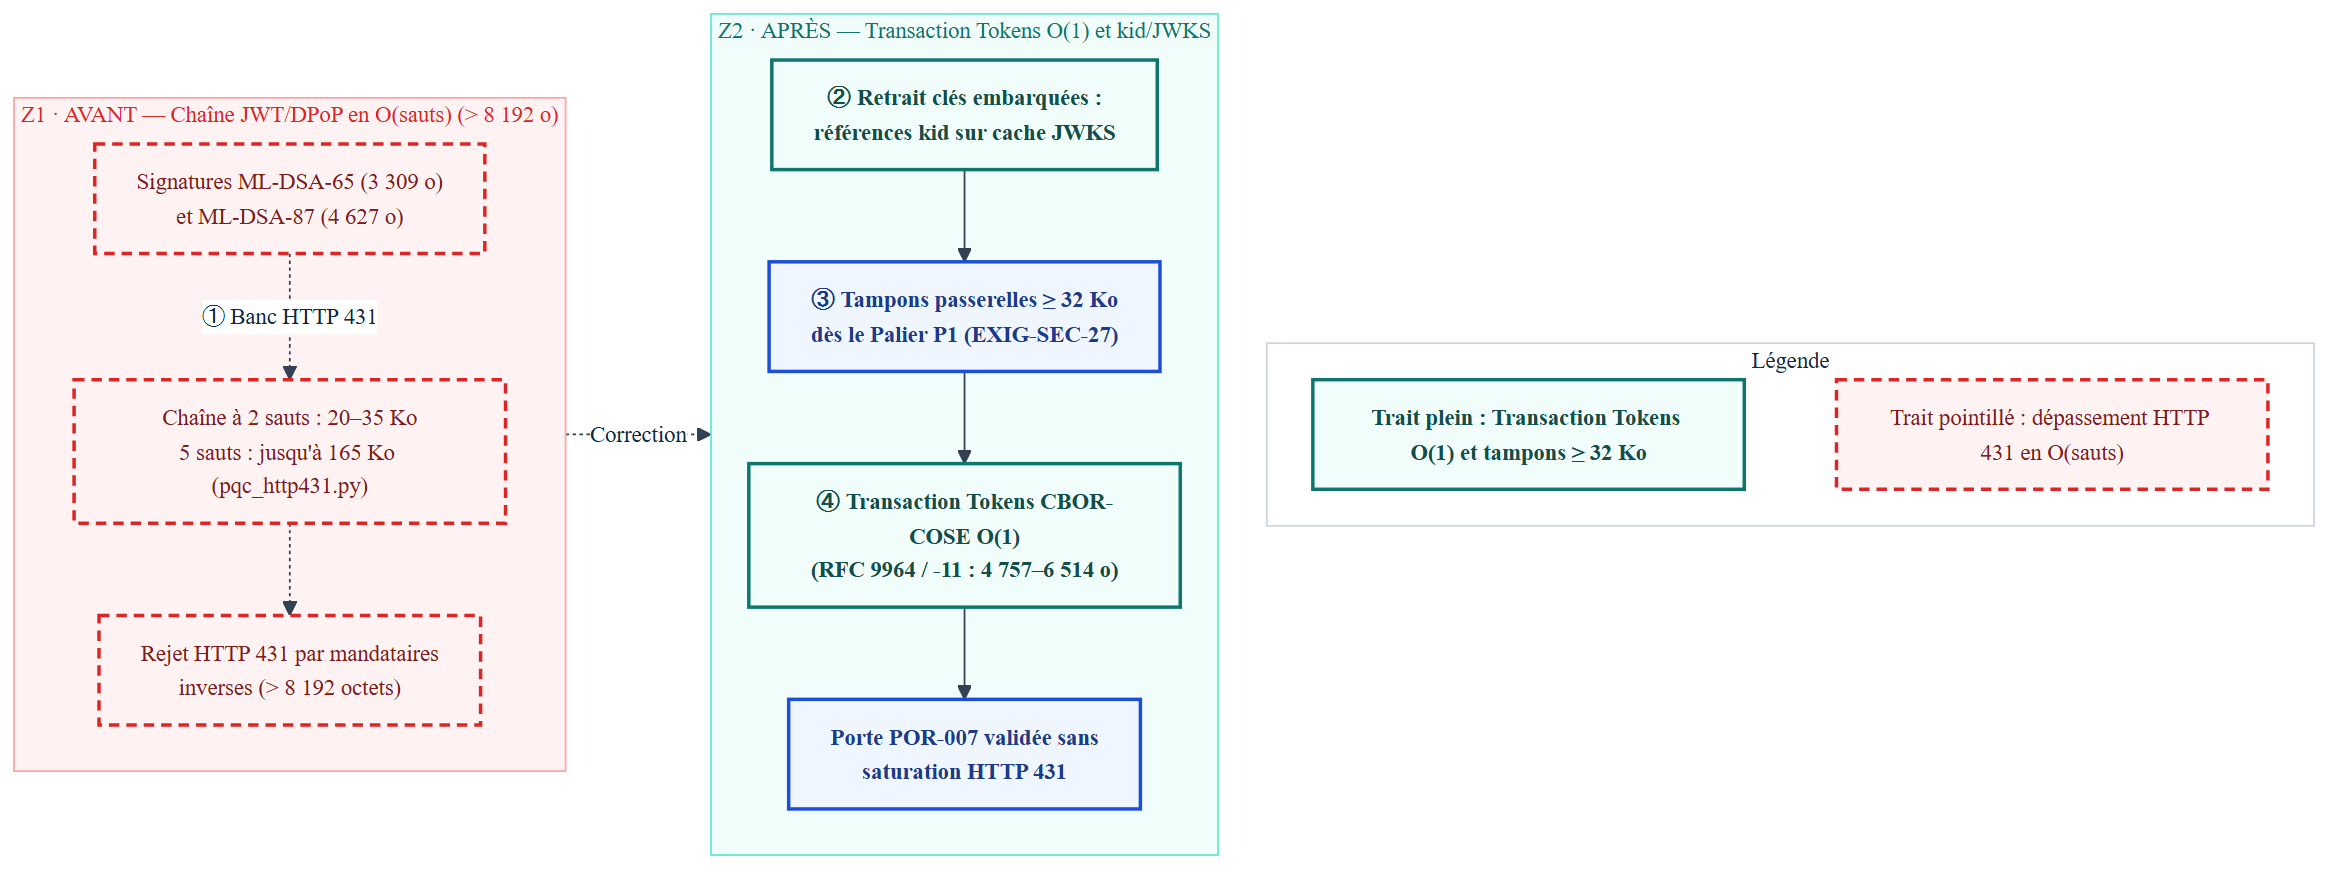 Z1 · AVANT — Chaîne JWT/DPoP en O(sauts) (> 8 192 o)
Signatures ML-DSA-65 (3 309 o)
et ML-DSA-87 (4 627 o)
① Banc HTTP 431
Chaîne à 2 sauts : 20–35 Ko
5 sauts : jusqu'à 165 Ko
(pqc_http431.py)
Rejet HTTP 431 par mandataires
inverses (> 8 192 octets)
Correction
Z2 · APRÈS — Transaction Tokens O(1) et kid/JWKS
② Retrait clés embarquées :
références kid sur cache JWKS
③ Tampons passerelles ≥ 32 Ko
dès le Palier P1 (EXIG-SEC-27)
④ Transaction Tokens CBOR-
COSE O(1)
(RFC 9964 / -11 : 4 757–6 514 o)
Porte POR-007 validée sans
saturation HTTP 431
Légende
Trait plein : Transaction Tokens
O(1) et tampons ≥ 32 Ko
Trait pointillé : dépassement HTTP
431 en O(sauts)